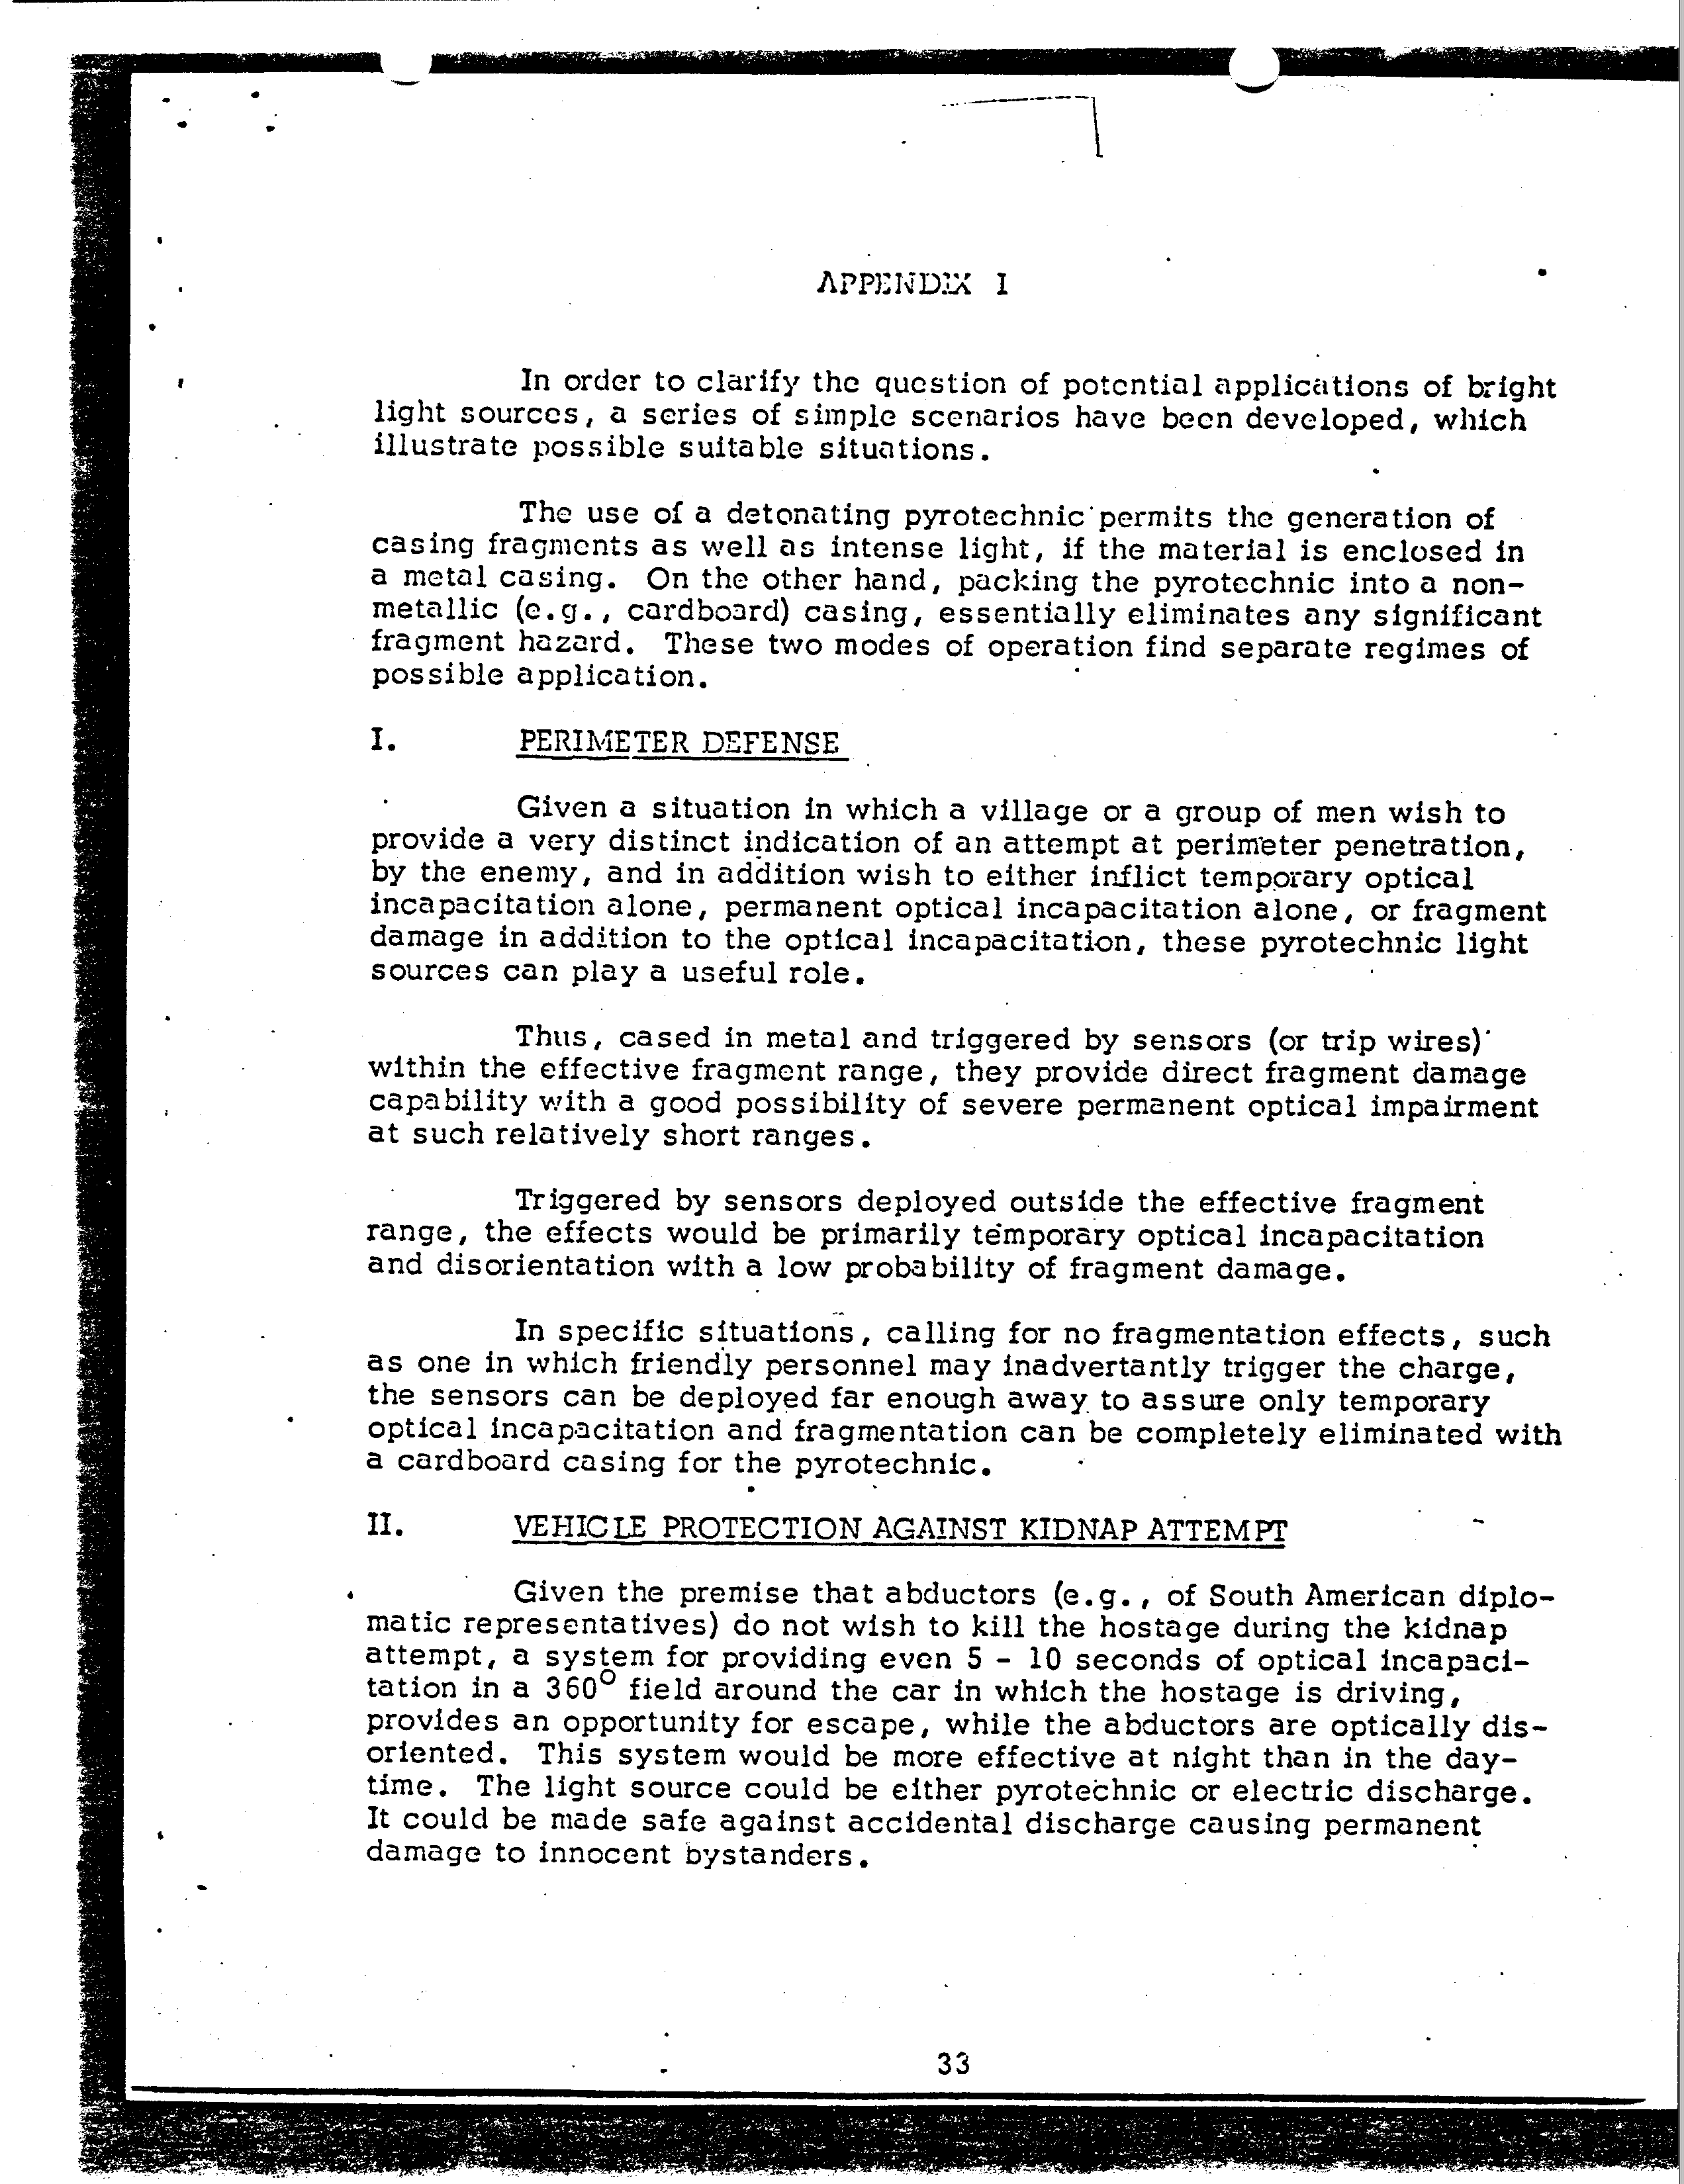 APPENDIX I
In order to clarify the question of potential applications of bright
light sources, a series of simple scenarios have been developed, which
illustrate possible suitable situations.
The use of a detonating pyrotechnic permits the generation of
casing fragments as well as intense light, if the material is enclosed in
a metal casing. On the other hand, packing the pyrotechnic into a non-
metallic (e.g., cardboard) casing, essentially eliminates any significant
fragment hazard. These two modes of operation find separate regimes of
possible application.
I. PERIMETER DEFENSE
Given a situation in which a village or a group of men wish to
provide a very distinct indication of an attempt at perimeter penetration,
by the enemy, and in addition wish to either inflict temporary optical
incapacitation alone, permanent optical incapacitation alone, or fragment
damage in addition to the optical incapacitation, these pyrotechnic light
sources can play a useful role.
Thus, cased in metal and triggered by sensors (or trip wires)
within the effective fragment range, they provide direct fragment damage
capability with a good possibility of severe permanent optical impairment
at such relatively short ranges.
Triggered by sensors deployed outside the effective fragment
range, the effects would be primarily temporary optical incapacitation
and disorientation with a low probability of fragment damage.
In specific situations, calling for no fragmentation effects, such
as one in which friendly personnel may inadvertantly trigger the charge,
the sensors can be deployed far enough away to assure only temporary
optical incapacitation and fragmentation can be completely eliminated with
a cardboard casing for the pyrotechnic.
II. VEHICLE PROTECTION AGAINST KIDNAP ATTEMPT
Given the premise that abductors (e.g., of South American diplo-
matic representatives) do not wish to kill the hostage during the kidnap
attempt, a system for providing even 5 - 10 seconds of optical incapaci-
tation in a 360° field around the car in which the hostage is driving,
provides an opportunity for escape, while the abductors are optically dis-
oriented. This system would be more effective at night than in the day-
time. The light source could be either pyrotechnic or electric discharge.
It could be made safe against accidental discharge causing permanent
damage to innocent bystanders.
33